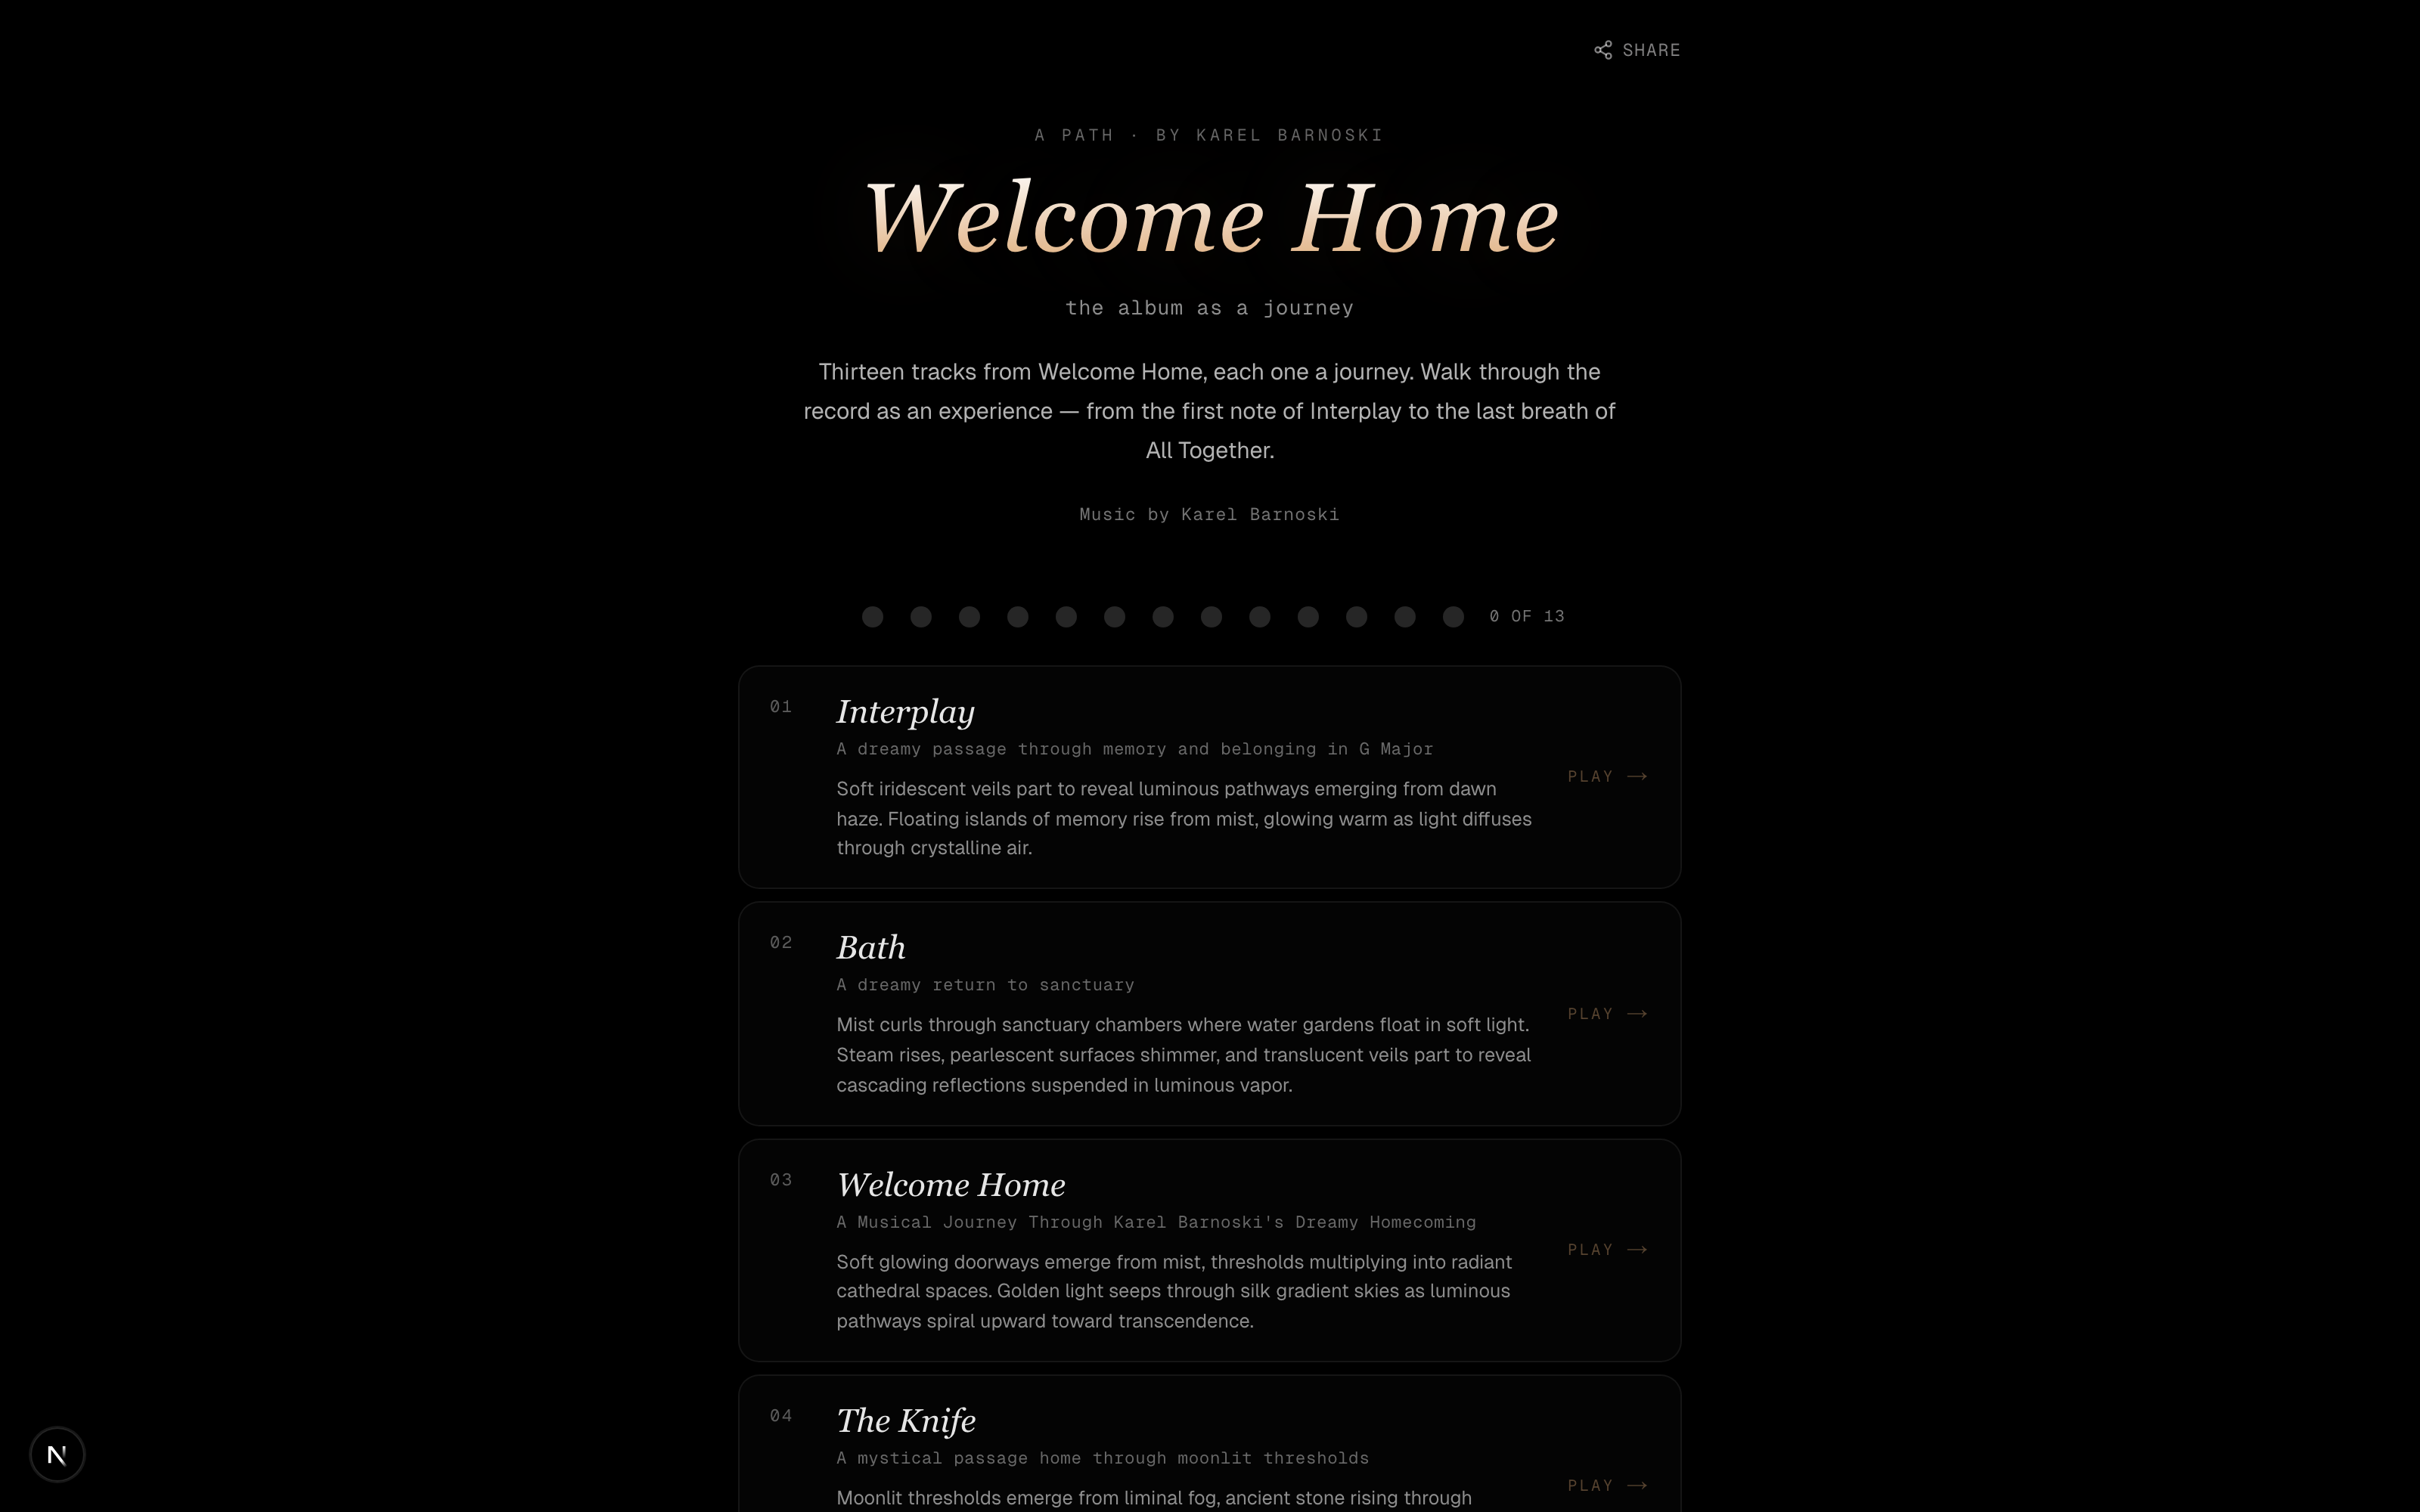 SHARE
A PATH · BY KAREL BARNOSKI
Welcome Home
the album as a journey
Thirteen tracks from Welcome Home, each one a journey. Walk through the
record as an experience — from the first note of Interplay to the last breath of
All Together.
Music by Karel Barnoski
0 OF 13
01
Interplay
A dreamy passage through memory and belonging in G Major
Soft iridescent veils part to reveal luminous pathways emerging from dawn
haze. Floating islands of memory rise from mist, glowing warm as light diffuses
through crystalline air.
PLAY →
02
Bath
A dreamy return to sanctuary
Mist curls through sanctuary chambers where water gardens float in soft light.
Steam rises, pearlescent surfaces shimmer, and translucent veils part to reveal
cascading reflections suspended in luminous vapor.
PLAY →
03
Welcome Home
A Musical Journey Through Karel Barnoski's Dreamy Homecoming
Soft glowing doorways emerge from mist, thresholds multiplying into radiant
cathedral spaces. Golden light seeps through silk gradient skies as luminous
pathways spiral upward toward transcendence.
PLAY →
04
The Knife
A mystical passage home through moonlit thresholds
Moonlit thresholds emerge from liminal fog, ancient stone rising through
PLAY →
N